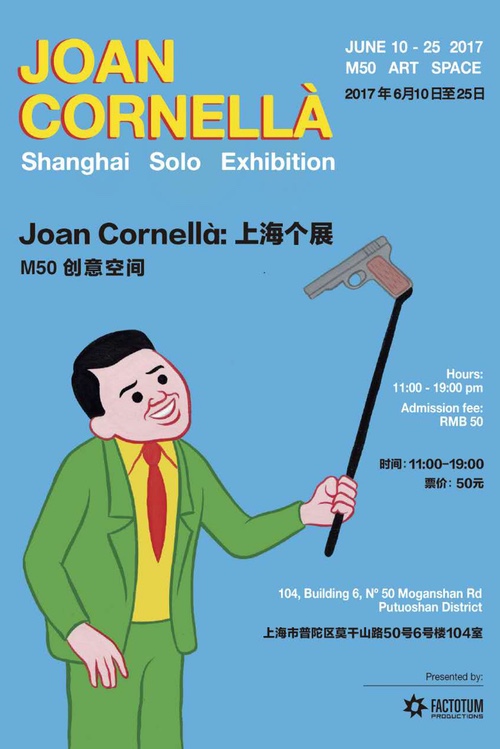 JOAN
CORNELLÀ
Shanghai Solo Exhibition
JUNE 10 - 25 2017
M50 ART SPACE
2017 年 6月10日至25日
Joan Cornellà: 上海个展
M50 创意空间
Hours:
11:00 - 19:00 pm
Admission fee:
RMB 50
时间: 11:00-19:00
票价: 50元
104, Building 6, Nº 50 Moganshan Rd
Putuoshan District
上海市普陀区莫干山路50号6号楼104室
Presented by:
FACTOTUM
PRODUCTIONS